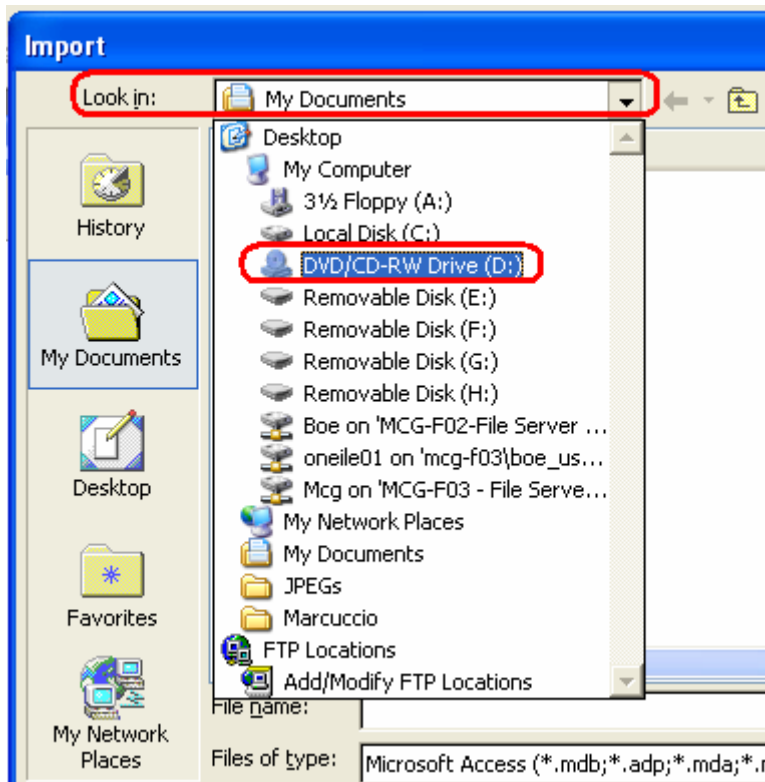 Import
Look in:
My Documents
Desktop
My Computer
3½ Floppy (A:)
Local Disk (C:)
DVD/CD-RW Drive (D:)
Removable Disk (E:)
Removable Disk (F:)
Removable Disk (G:)
Removable Disk (H:)
Boe on 'MCG-F02-File Server ...
oneile01 on 'mcg-f03\boe_us...
Mcg on 'MCG-F03 - File Serve...
My Network Places
My Documents
JPEGs
Marcuccio
FTP Locations
Add/Modify FTP Locations
History
My Documents
Desktop
Favorites
My Network
Places
File name:
Files of type: Microsoft Access (*.mdb;*.adp;*.mda;*.